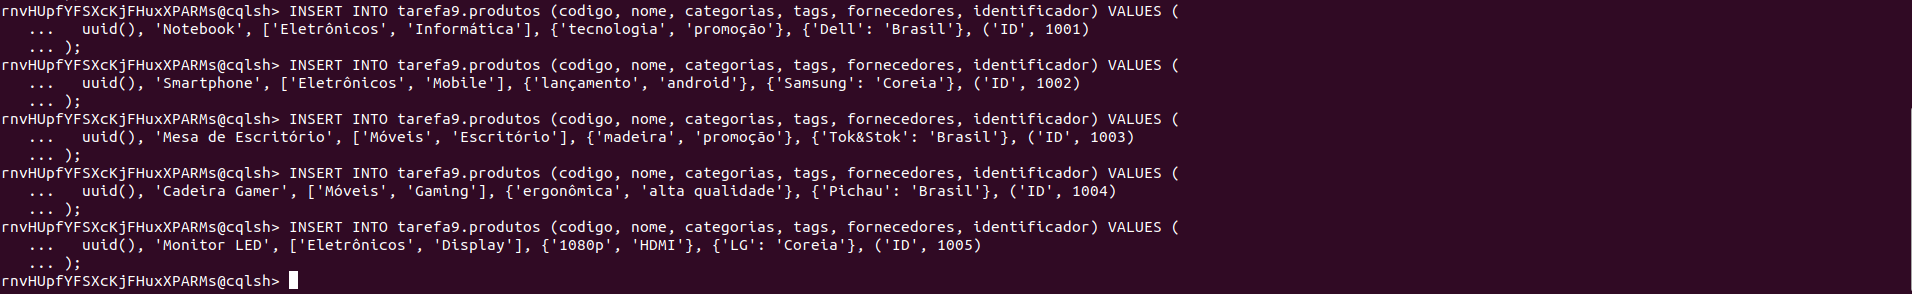 rnvHUpfYFSXcKjFHuxXPARMs@cqlsh> INSERT INTO tarefa9.produtos (codigo, nome, categorias, tags, fornecedores, identificador) VALUES (
   ...   uuid(), 'Notebook', ['Eletrônicos', 'Informática'], {'tecnologia', 'promoção'}, {'Dell': 'Brasil'}, ('ID', 1001)
   ... );
rnvHUpfYFSXcKjFHuxXPARMs@cqlsh> INSERT INTO tarefa9.produtos (codigo, nome, categorias, tags, fornecedores, identificador) VALUES (
   ...   uuid(), 'Smartphone', ['Eletrônicos', 'Mobile'], {'lançamento', 'android'}, {'Samsung': 'Coreia'}, ('ID', 1002)
   ... );
rnvHUpfYFSXcKjFHuxXPARMs@cqlsh> INSERT INTO tarefa9.produtos (codigo, nome, categorias, tags, fornecedores, identificador) VALUES (
   ...   uuid(), 'Mesa de Escritório', ['Móveis', 'Escritório'], {'madeira', 'promoção'}, {'Tok&Stok': 'Brasil'}, ('ID', 1003)
   ... );
rnvHUpfYFSXcKjFHuxXPARMs@cqlsh> INSERT INTO tarefa9.produtos (codigo, nome, categorias, tags, fornecedores, identificador) VALUES (
   ...   uuid(), 'Cadeira Gamer', ['Móveis', 'Gaming'], {'ergonômica', 'alta qualidade'}, {'Pichau': 'Brasil'}, ('ID', 1004)
   ... );
rnvHUpfYFSXcKjFHuxXPARMs@cqlsh> INSERT INTO tarefa9.produtos (codigo, nome, categorias, tags, fornecedores, identificador) VALUES (
   ...   uuid(), 'Monitor LED', ['Eletrônicos', 'Display'], {'1080p', 'HDMI'}, {'LG': 'Coreia'}, ('ID', 1005)
   ... );
rnvHUpfYFSXcKjFHuxXPARMs@cqlsh>